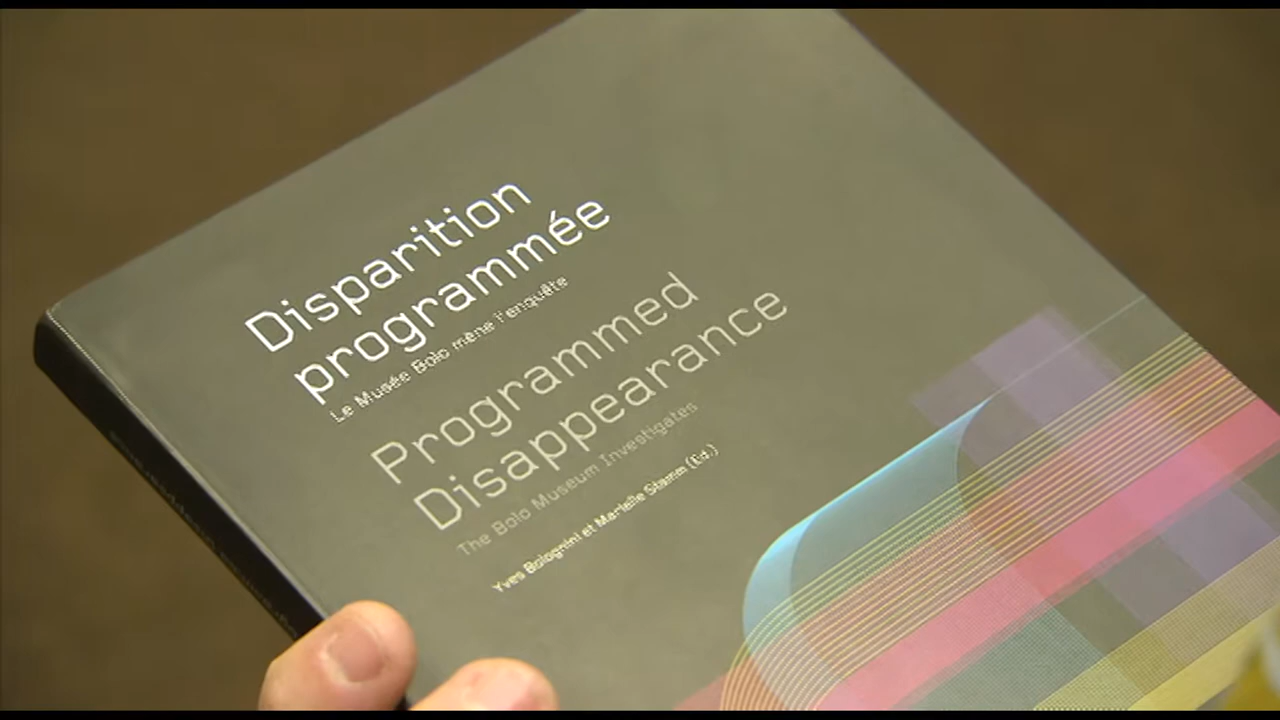 Disparition
programmée
Le Musée Bolo mène l'enquête
Programmed
Disappearance
The Bolo Museum Investigates
Yves Bolognini et Marielle Stamm (Ed.)